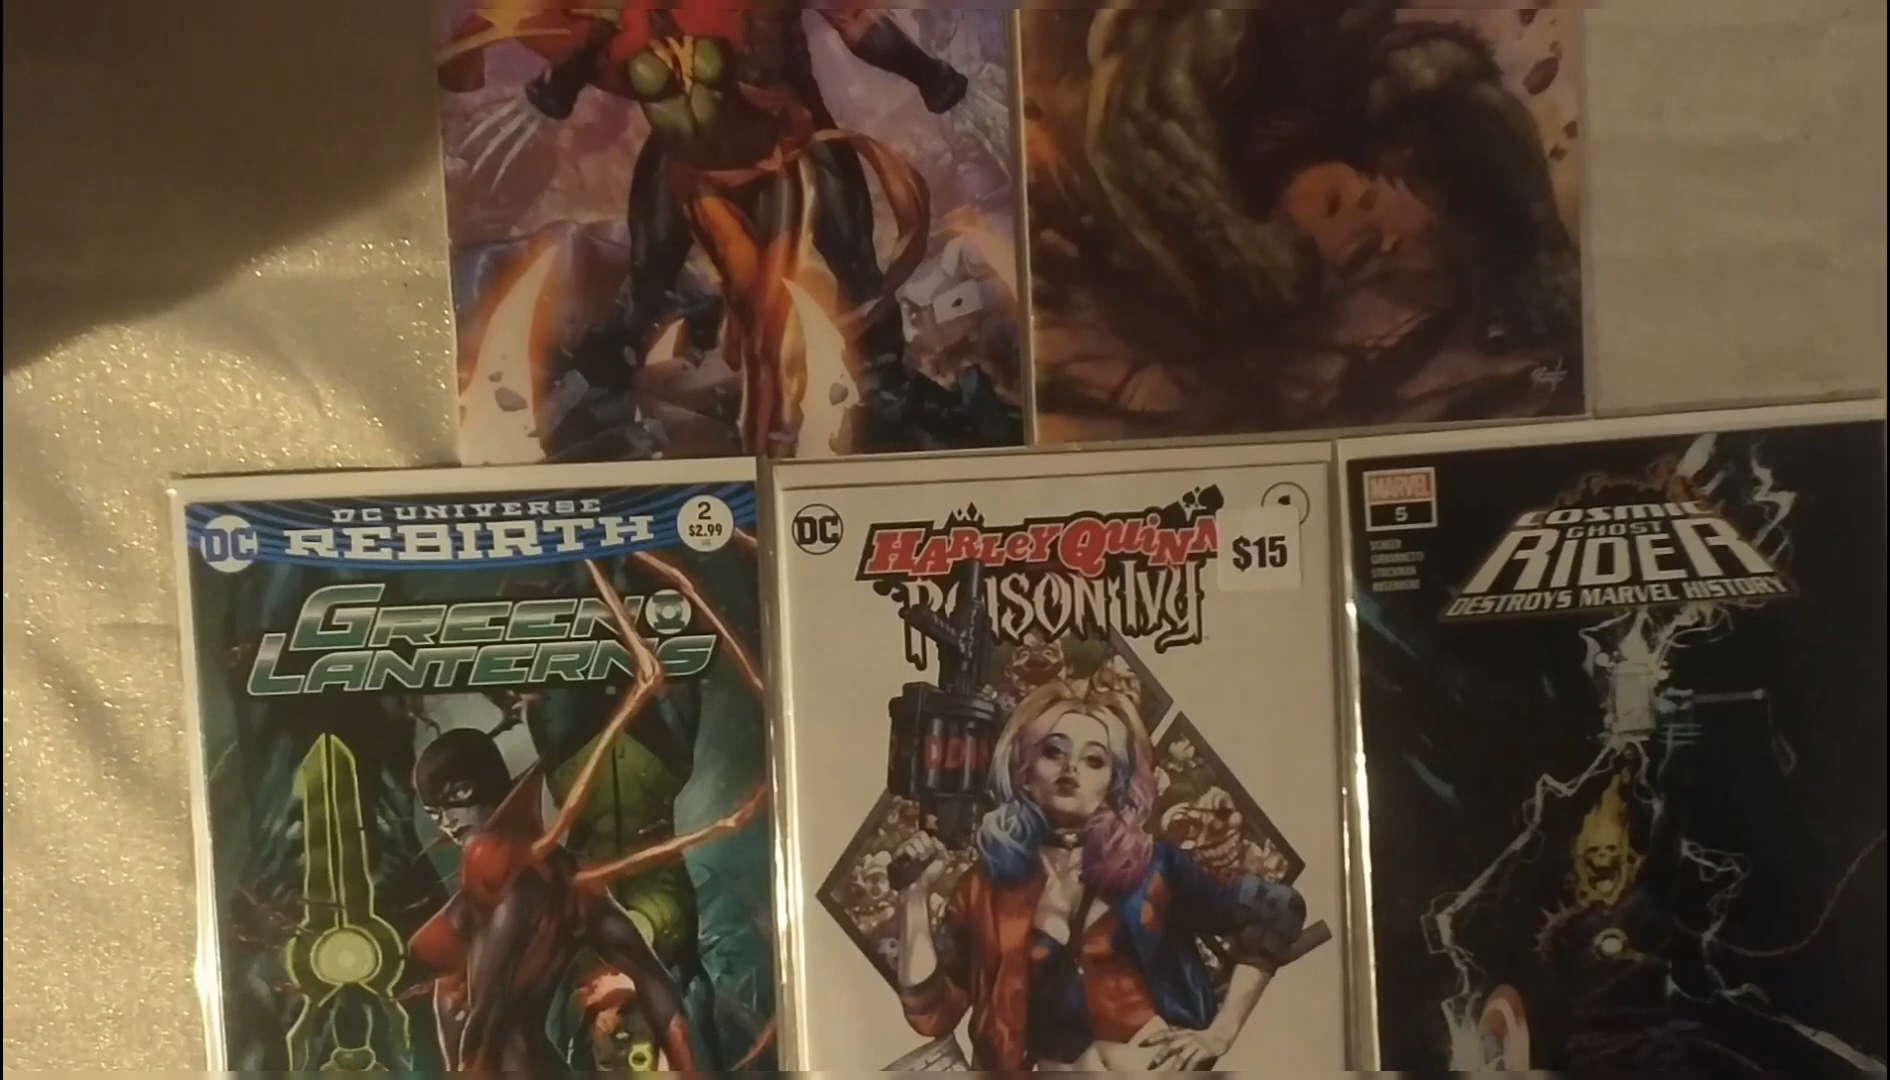 DC UNIVERSE
REBIRTH
DC
2
$2.99
GREEN
LANTERNS
DC
HARLEY QUINN
POISON IVY
$15
MARVEL
5
COSMIC
GHOST
RIDER
DESTROYS MARVEL HISTORY